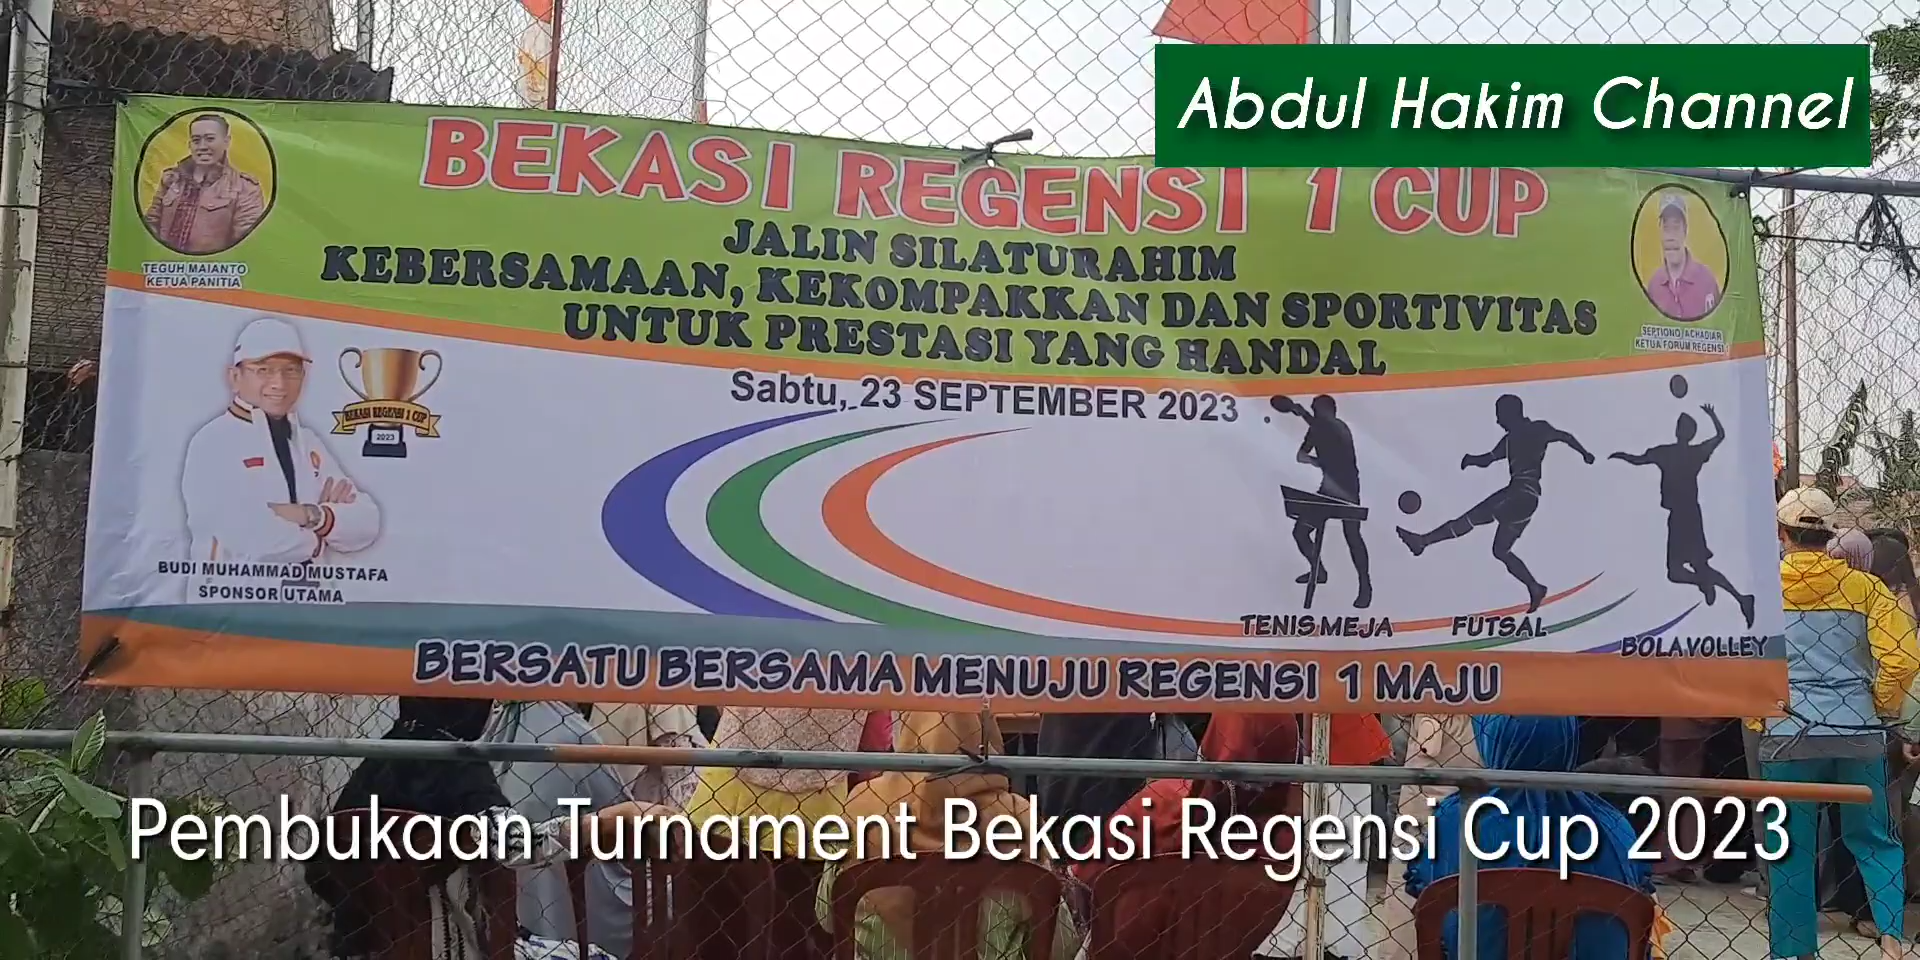 Abdul Hakim Channel
BEKASI REGENSI 1 CUP
JALIN SILATURAHIM
KEBERSAMAAN, KEKOMPAKKAN DAN SPORTIVITAS
UNTUK PRESTASI YANG HANDAL
TEGUH MAIANTO
KETUA PANITIA
SEPTIONO ACHADIAR
KETUA FORUM REGENSI
Sabtu, 23 SEPTEMBER 2023
BEKASI REGENSI 1 CUP
2023
BUDI MUHAMMAD MUSTAFA
SPONSOR UTAMA
TENIS MEJA
FUTSAL
BOLA VOLLEY
BERSATU BERSAMA MENUJU REGENSI 1 MAJU
Pembukaan Turnament Bekasi Regensi Cup 2023